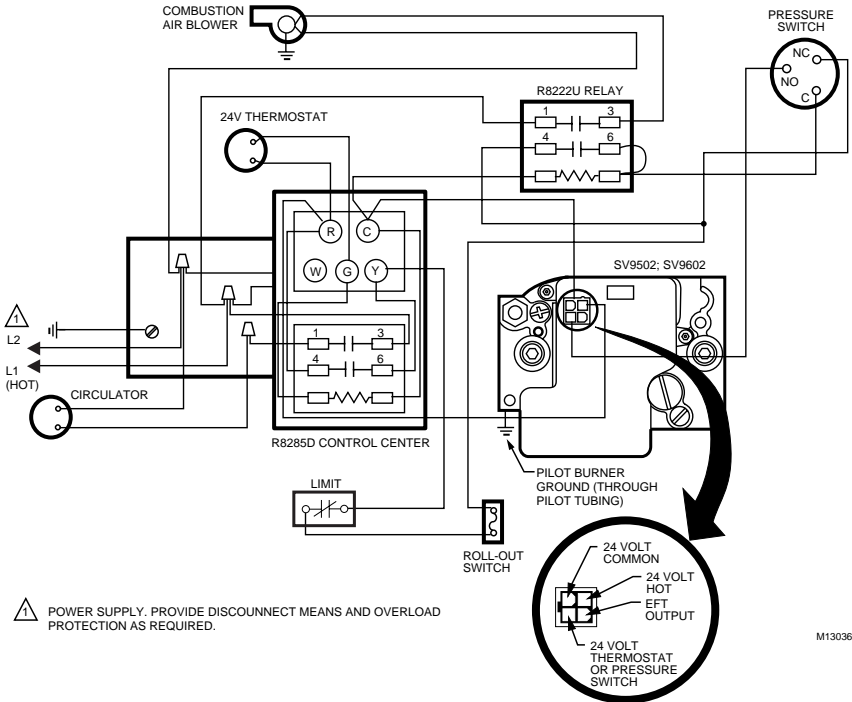 COMBUSTION
AIR BLOWER
PRESSURE
SWITCH
NC
NO
C
R8222U RELAY
1
3
4
6
24V THERMOSTAT
R
C
W
G
Y
SV9502; SV9602
1
L2
L1
(HOT)
1
3
4
6
CIRCULATOR
R8285D CONTROL CENTER
LIMIT
PILOT BURNER
GROUND (THROUGH
PILOT TUBING)
ROLL-OUT
SWITCH
24 VOLT
COMMON
24 VOLT
HOT
EFT
OUTPUT
24 VOLT
THERMOSTAT
OR PRESSURE
SWITCH
1 POWER SUPPLY. PROVIDE DISCOUNNECT MEANS AND OVERLOAD
PROTECTION AS REQUIRED.
M13036